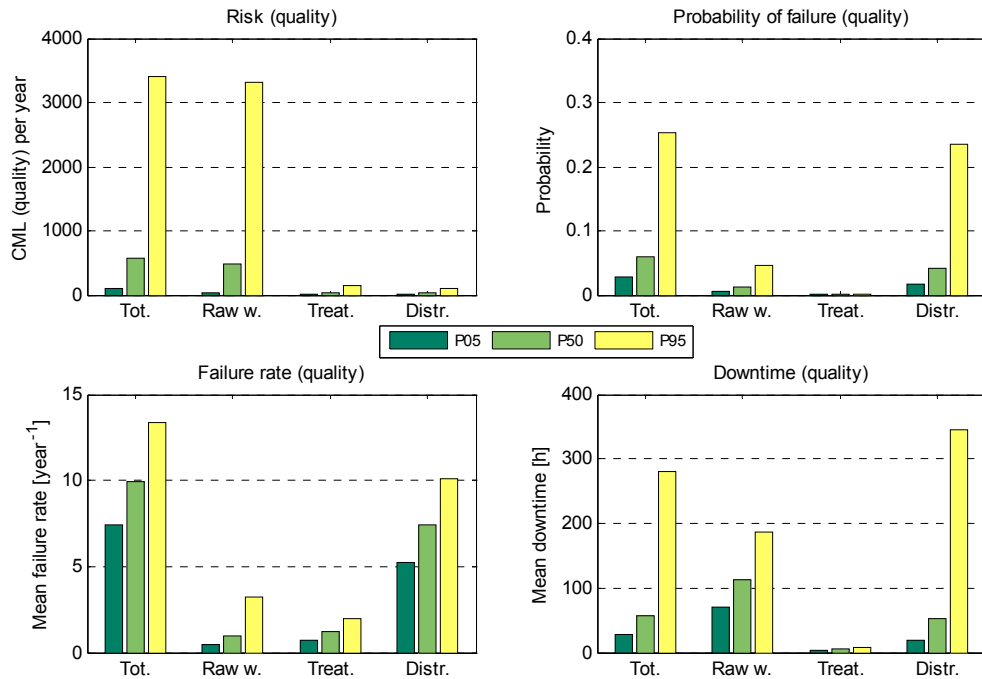 Risk (quality)
CML (quality) per year
4000
3000
2000
1000
0
Tot. Raw w. Treat. Distr.
Probability of failure (quality)
Probability
0.4
0.3
0.2
0.1
0
Tot. Raw w. Treat. Distr.
P05 P50 P95
Failure rate (quality)
Mean failure rate [year⁻¹]
15
10
5
0
Tot. Raw w. Treat. Distr.
Downtime (quality)
Mean downtime [h]
400
300
200
100
0
Tot. Raw w. Treat. Distr.